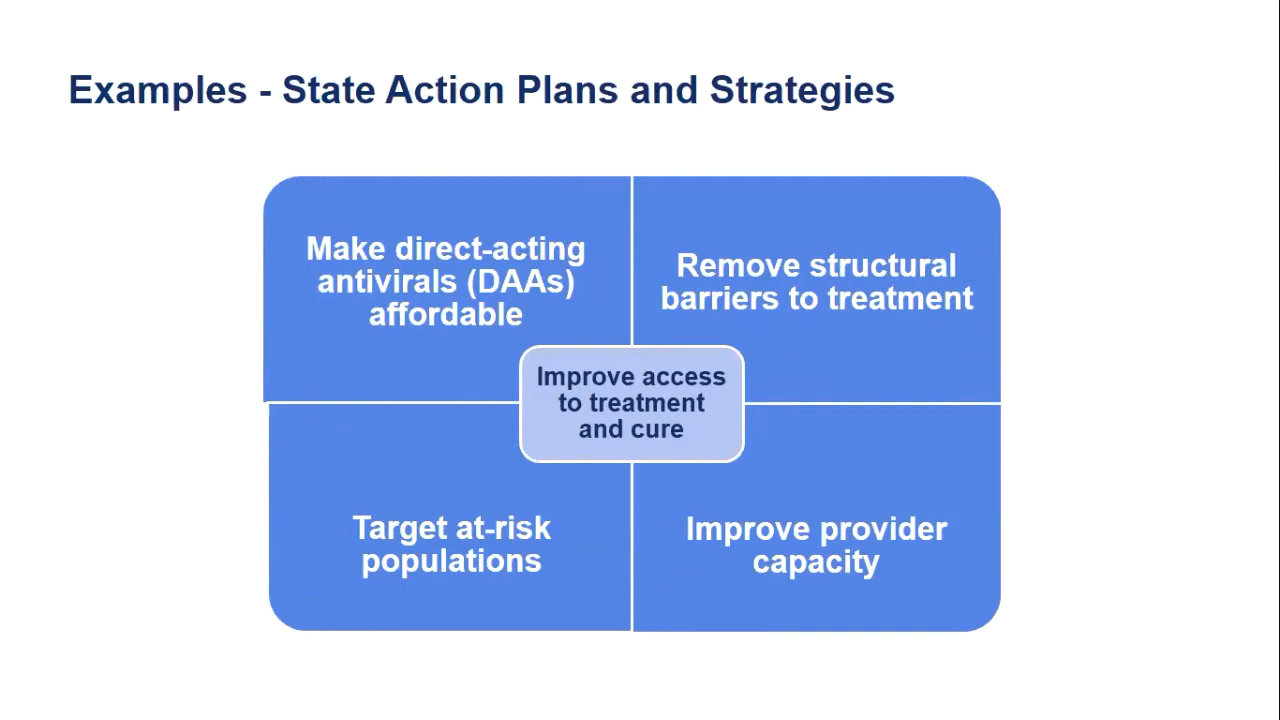 Examples - State Action Plans and Strategies
Make direct-acting
antivirals (DAAs)
affordable
Remove structural
barriers to treatment
Improve access
to treatment
and cure
Target at-risk
populations
Improve provider
capacity